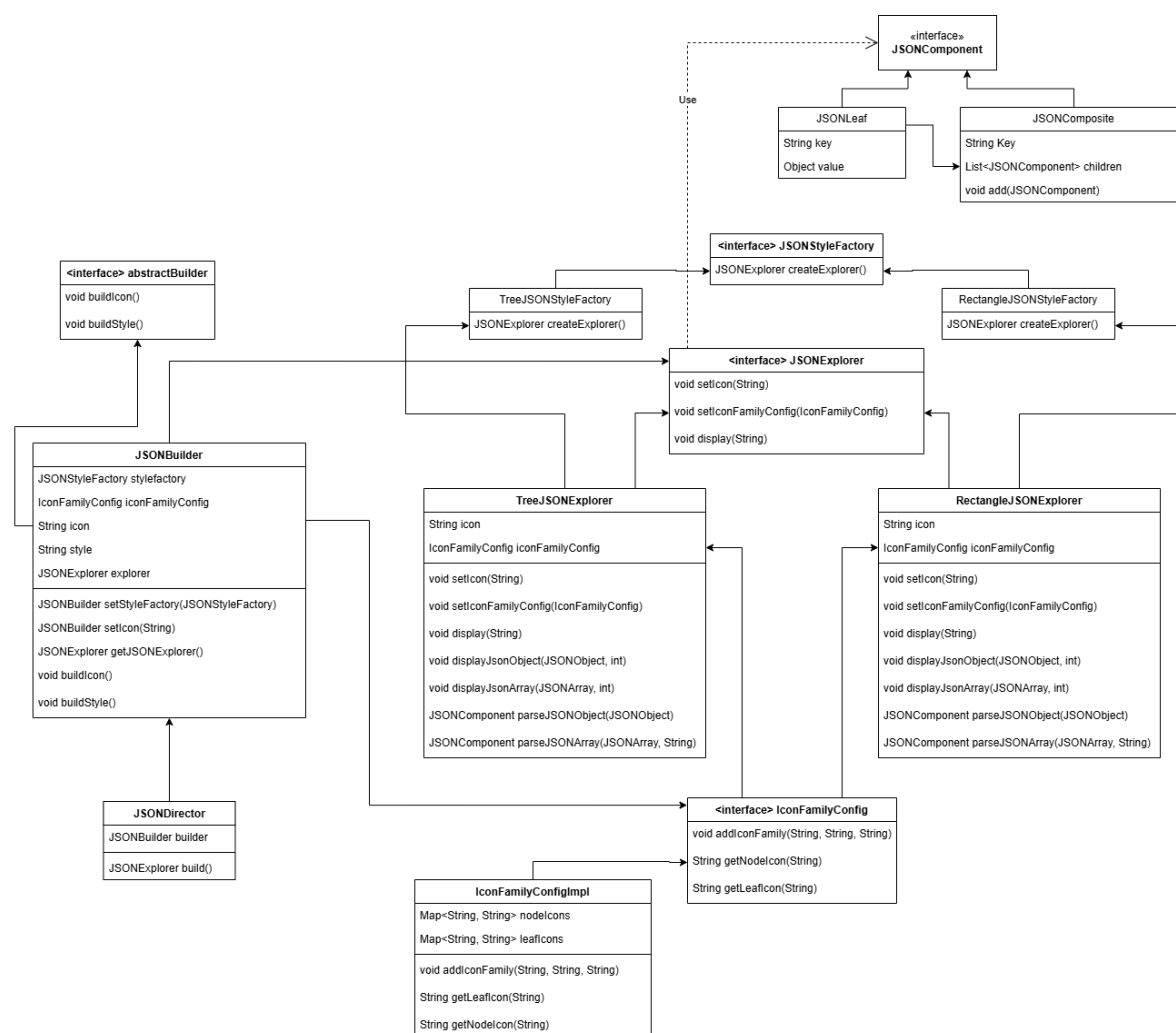 «interface»
JSONComponent
Use
JSONLeaf
String key
Object value
JSONComposite
String Key
List<JSONComponent> children
void add(JSONComponent)
<interface> JSONStyleFactory
JSONExplorer createExplorer()
<interface> abstractBuilder
void buildIcon()
void buildStyle()
TreeJSONStyleFactory
JSONExplorer createExplorer()
RectangleJSONStyleFactory
JSONExplorer createExplorer()
<interface> JSONExplorer
void setIcon(String)
void setIconFamilyConfig(IconFamilyConfig)
void display(String)
JSONBuilder
JSONStyleFactory stylefactory
IconFamilyConfig iconFamilyConfig
String icon
String style
JSONExplorer explorer
JSONBuilder setStyleFactory(JSONStyleFactory)
JSONBuilder setIcon(String)
JSONExplorer getJSONExplorer()
void buildIcon()
void buildStyle()
TreeJSONExplorer
String icon
IconFamilyConfig iconFamilyConfig
void setIcon(String)
void setIconFamilyConfig(IconFamilyConfig)
void display(String)
void displayJsonObject(JSONObject, int)
void displayJsonArray(JSONArray, int)
JSONComponent parseJSONObject(JSONObject)
JSONComponent parseJSONArray(JSONArray, String)
RectangleJSONExplorer
String icon
IconFamilyConfig iconFamilyConfig
void setIcon(String)
void setIconFamilyConfig(IconFamilyConfig)
void display(String)
void displayJsonObject(JSONObject, int)
void displayJsonArray(JSONArray, int)
JSONComponent parseJSONObject(JSONObject)
JSONComponent parseJSONArray(JSONArray, String)
JSONDirector
JSONBuilder builder
JSONExplorer build()
<interface> IconFamilyConfig
void addIconFamily(String, String, String)
String getNodeIcon(String)
String getLeafIcon(String)
IconFamilyConfigImpl
Map<String, String> nodeIcons
Map<String, String> leafIcons
void addIconFamily(String, String, String)
String getLeafIcon(String)
String getNodeIcon(String)